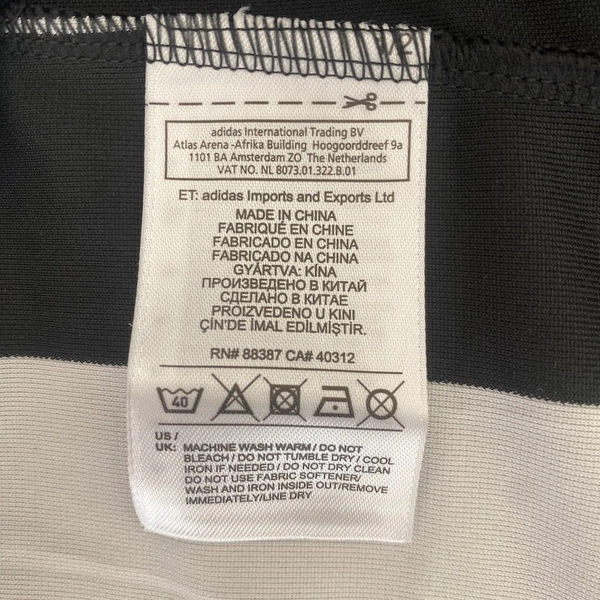 1/2
adidas International Trading BV
Atlas Arena -Afrika Building Hoogoorddreef 9a
1101 BA Amsterdam ZO The Netherlands
VAT NO. NL 8073.01.322.B.01
ET: adidas Imports and Exports Ltd
MADE IN CHINA
FABRIQUÉ EN CHINE
FABRICADO EN CHINA
FABRICADO NA CHINA
GYÁRTVA: KÍNA
ПРОИЗВЕДЕНО В КИТАЙ
СДЕЛАНО В КИТАЕ
PROIZVEDENO U KINI
ÇİN'DE İMAL EDİLMİŞTİR.
RN# 88387 CA# 40312
40
US /
UK: MACHINE WASH WARM / DO NOT
BLEACH / DO NOT TUMBLE DRY / COOL
IRON IF NEEDED / DO NOT DRY CLEAN
DO NOT USE FABRIC SOFTENER/
WASH AND IRON INSIDE OUT/REMOVE
IMMEDIATELY/LINE DRY